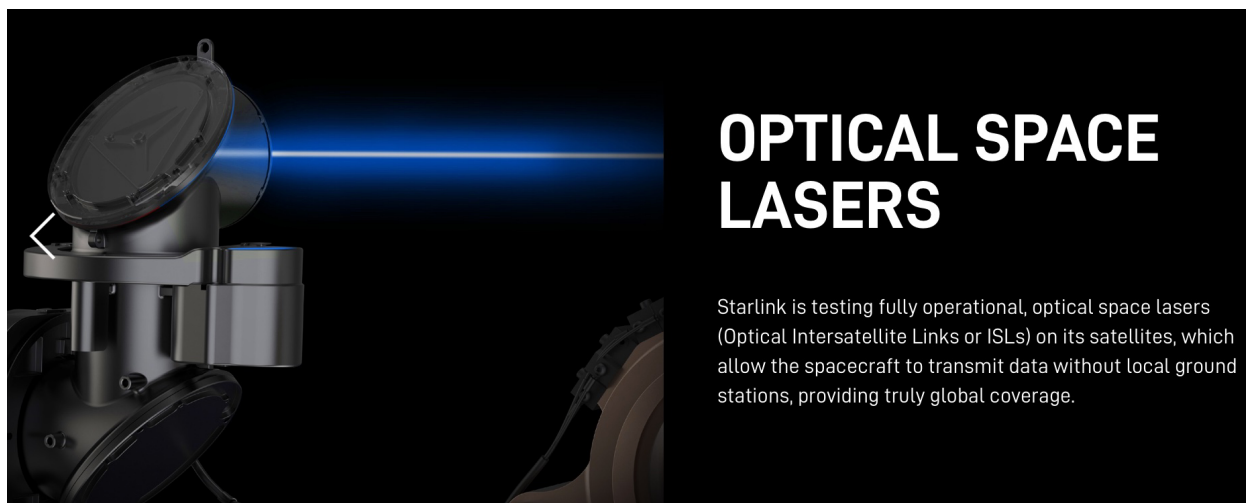 OPTICAL SPACE
LASERS
Starlink is testing fully operational, optical space lasers
(Optical Intersatellite Links or ISLs) on its satellites, which
allow the spacecraft to transmit data without local ground
stations, providing truly global coverage.